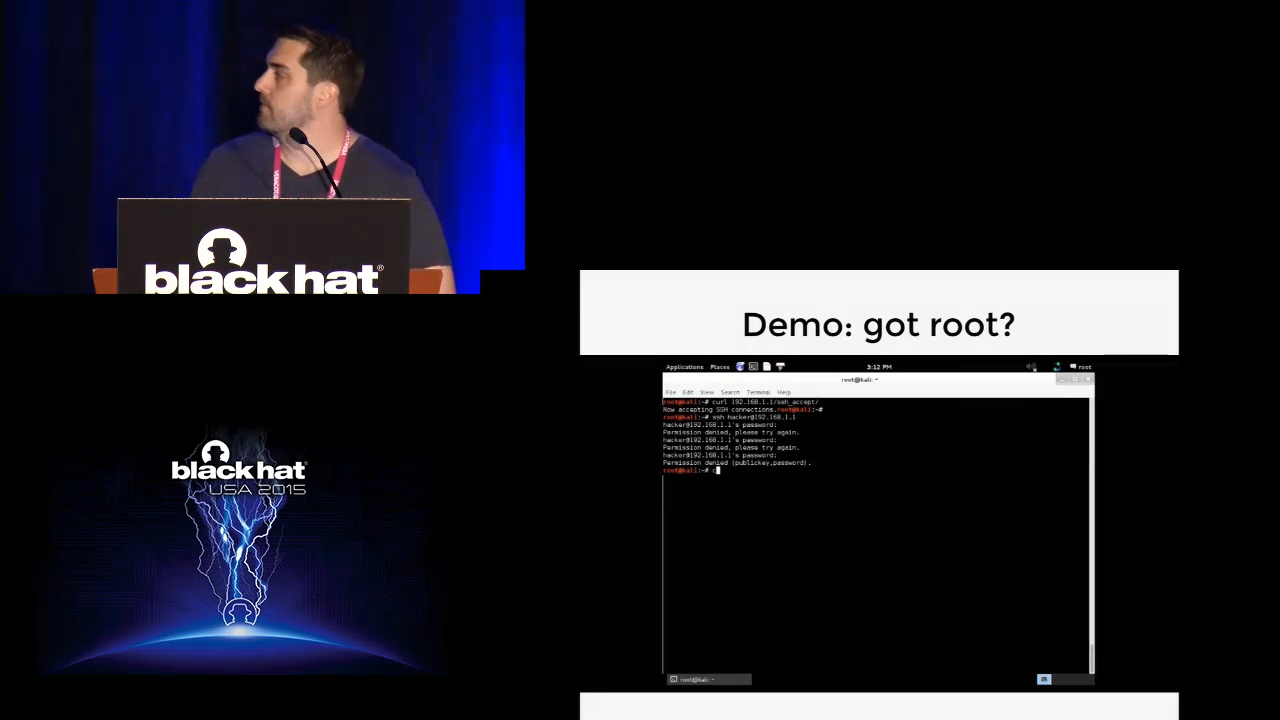 black hat®
Demo: got root?
Applications Places 3:12 PM root
root@kali: ~
File Edit View Search Terminal Help
root@kali:~# curl 192.168.1.1/ssh_accept/
Now accepting SSH connections.root@kali:~#
root@kali:~# ssh hacker@192.168.1.1
hacker@192.168.1.1's password:
Permission denied, please try again.
hacker@192.168.1.1's password:
Permission denied, please try again.
hacker@192.168.1.1's password:
Permission denied (publickey,password).
root@kali:~# c
root@kali: ~
black hat®
USA 2015